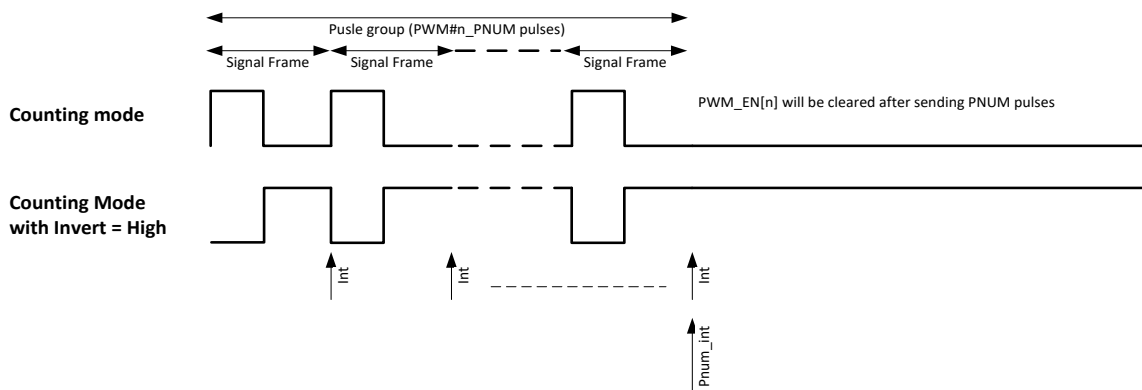 Pusle group (PWM#n_PNUM pulses)
Signal Frame
Signal Frame
Signal Frame
Counting mode
PWM_EN[n] will be cleared after sending PNUM pulses
Counting Mode
with Invert = High
Int
Int
Int
Pnum_int